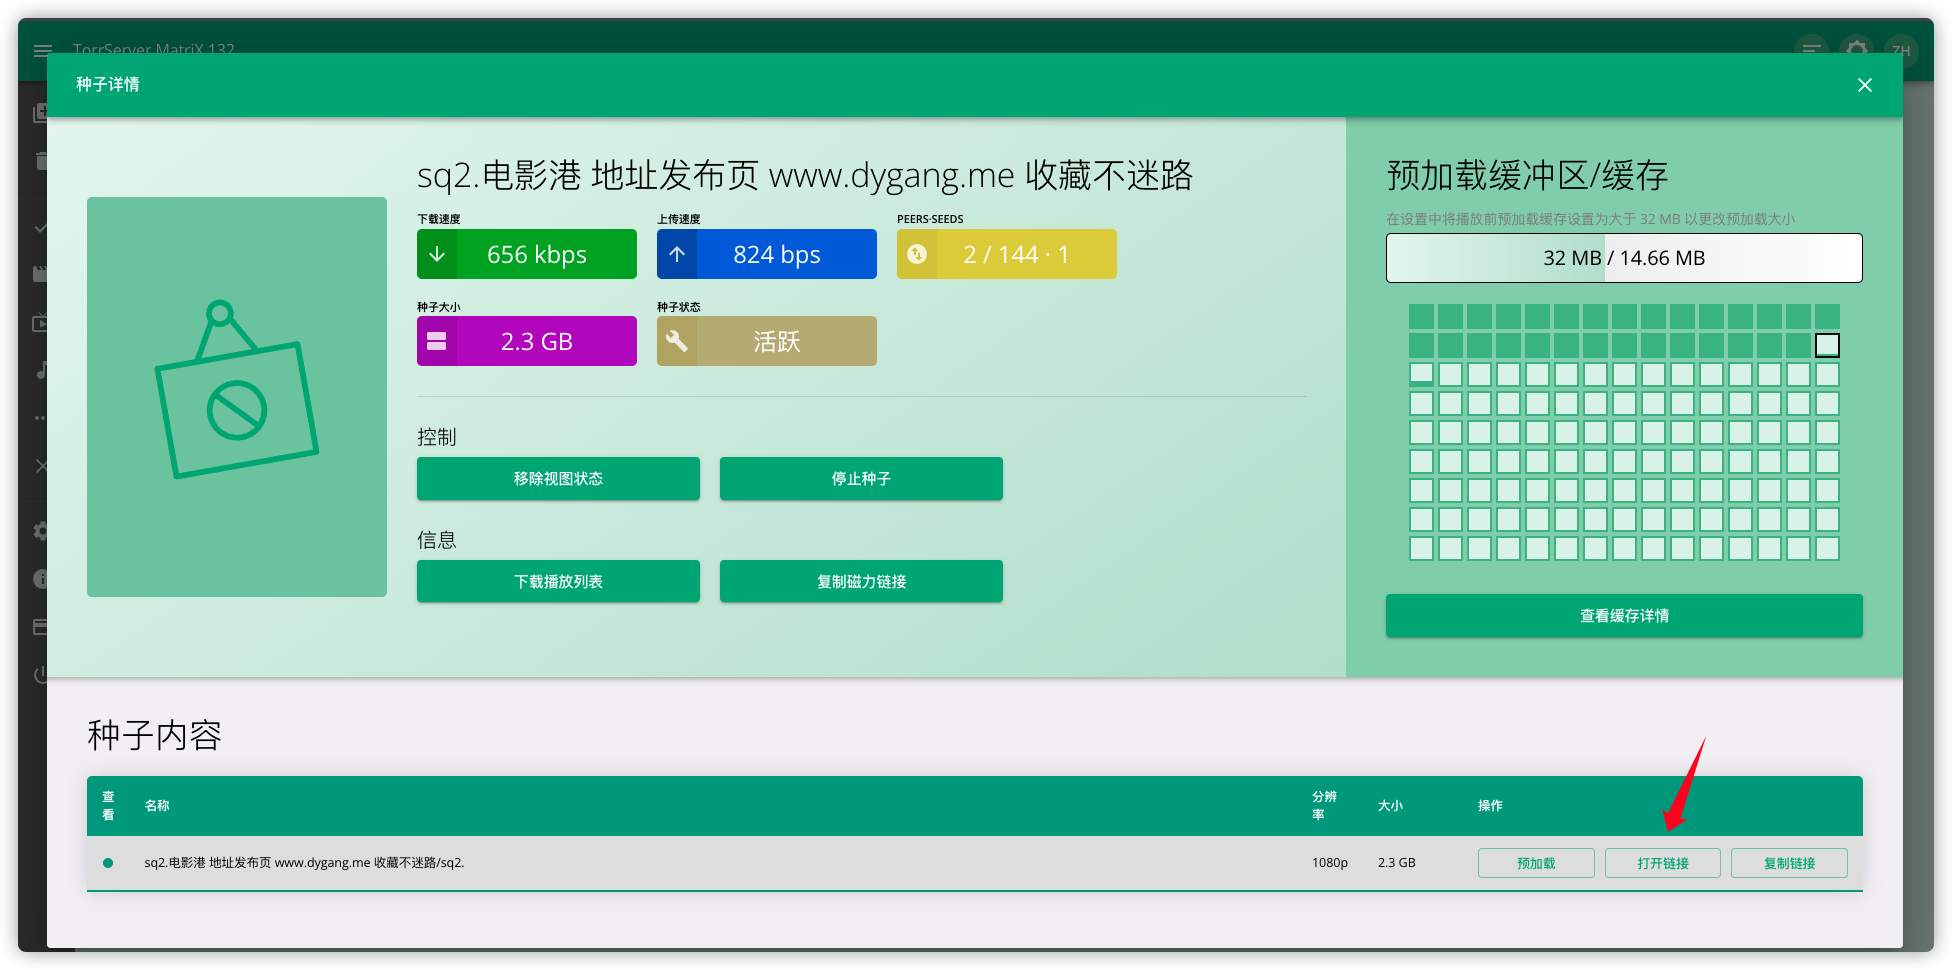 TorrServer MatriX.132
ZH
种子详情
sq2.电影港 地址发布页 www.dygang.me 收藏不迷路
下载速度
上传速度
PEERS·SEEDS
656 kbps
824 bps
2 / 144 · 1
种子大小
种子状态
2.3 GB
活跃
控制
移除视图状态
停止种子
信息
下载播放列表
复制磁力链接
预加载缓冲区/缓存
在设置中将播放前预加载缓存设置为大于 32 MB 以更改预加载大小
32 MB / 14.66 MB
查看缓存详情
种子内容
查看
名称
分辨率
大小
操作
sq2.电影港 地址发布页 www.dygang.me 收藏不迷路/sq2.
1080p
2.3 GB
预加载
打开链接
复制链接